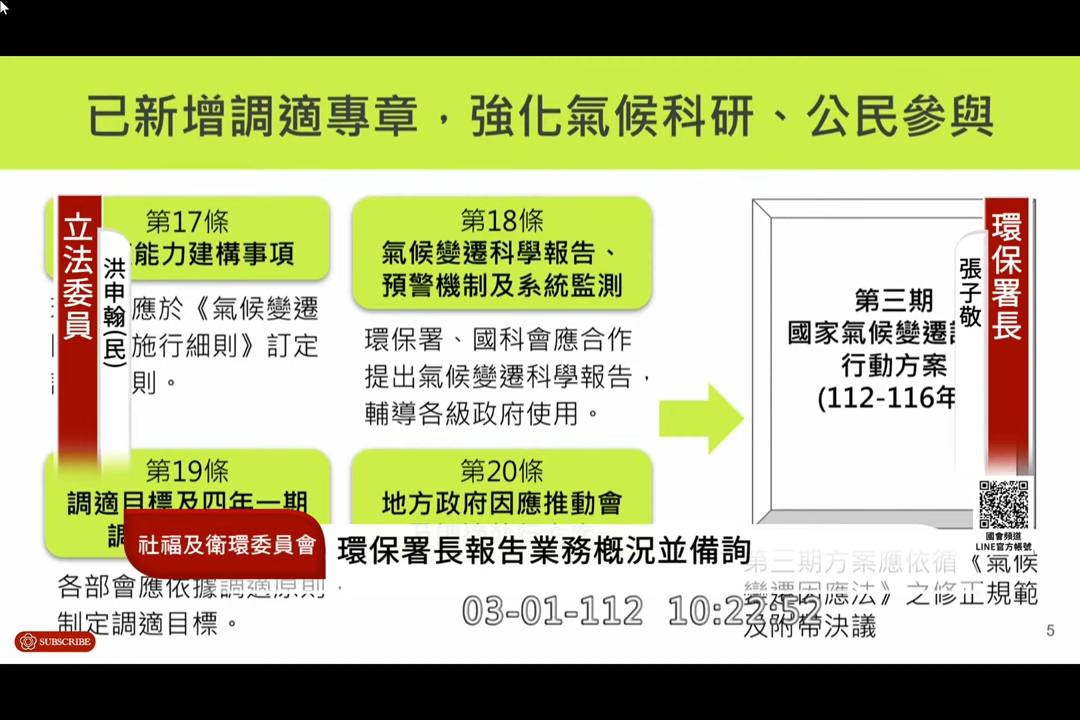 已新增調適專章，強化氣候科研、公民參與
立法委員
洪申翰(民)
第17條
能力建構事項
應於《氣候變遷
施行細則》訂定
則。
第18條
氣候變遷科學報告、
預警機制及系統監測
環保署、國科會應合作
提出氣候變遷科學報告，
輔導各級政府使用。
第三期
國家氣候變遷
行動方案
(112-116年
環保署長
張子敬
第19條
調適目標及四年一期
第20條
地方政府因應推動會
國會頻道
LINE官方帳號
社福及衛環委員會
環保署長報告業務概況並備詢
各部會應依據調適原則，
制定調適目標。
第三期方案應依循《氣候
變遷因應法》之修正規範
及附帶決議
03-01-112 10:22:52
SUBSCRIBE
5